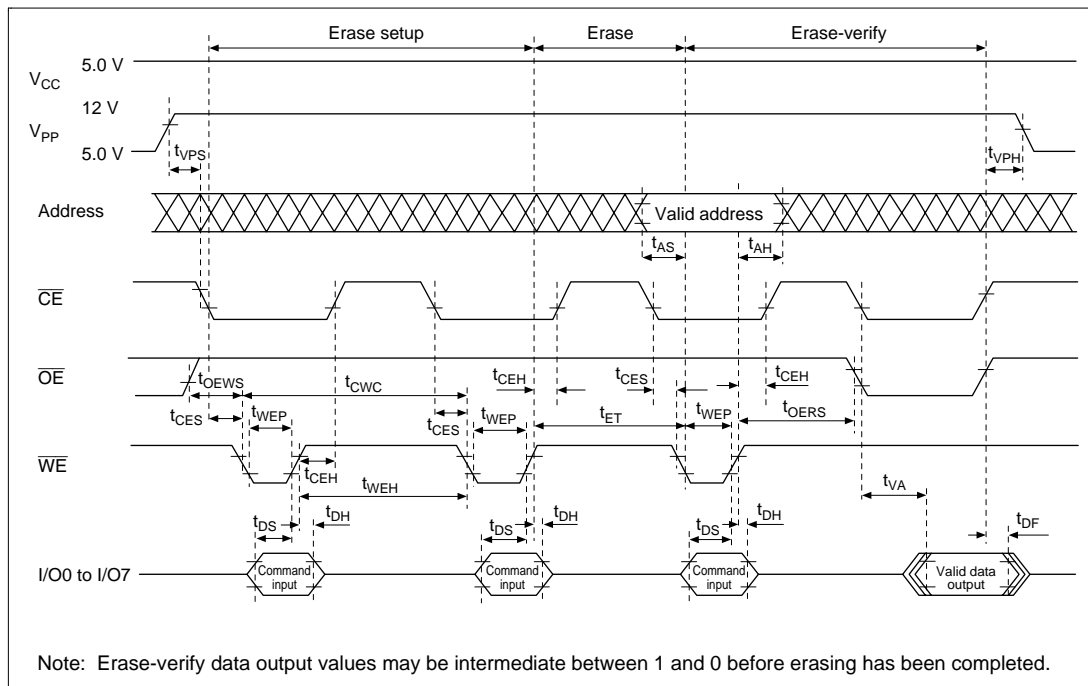 Erase setup Erase Erase-verify
5.0 V
VCC
12 V
VPP
5.0 V
tVPS tVPH
Address Valid address
tAS tAH
CE
OE
tOEWS tCWC tCEH tCES tCEH
tCES tWEP tCES tWEP tET tWEP tOERS
WE
tCEH
tWEH tVA
tDS tDH tDS tDH tDS tDH tDF
I/O0 to I/O7
Command input
Command input
Command input
Valid data output
Note: Erase-verify data output values may be intermediate between 1 and 0 before erasing has been completed.